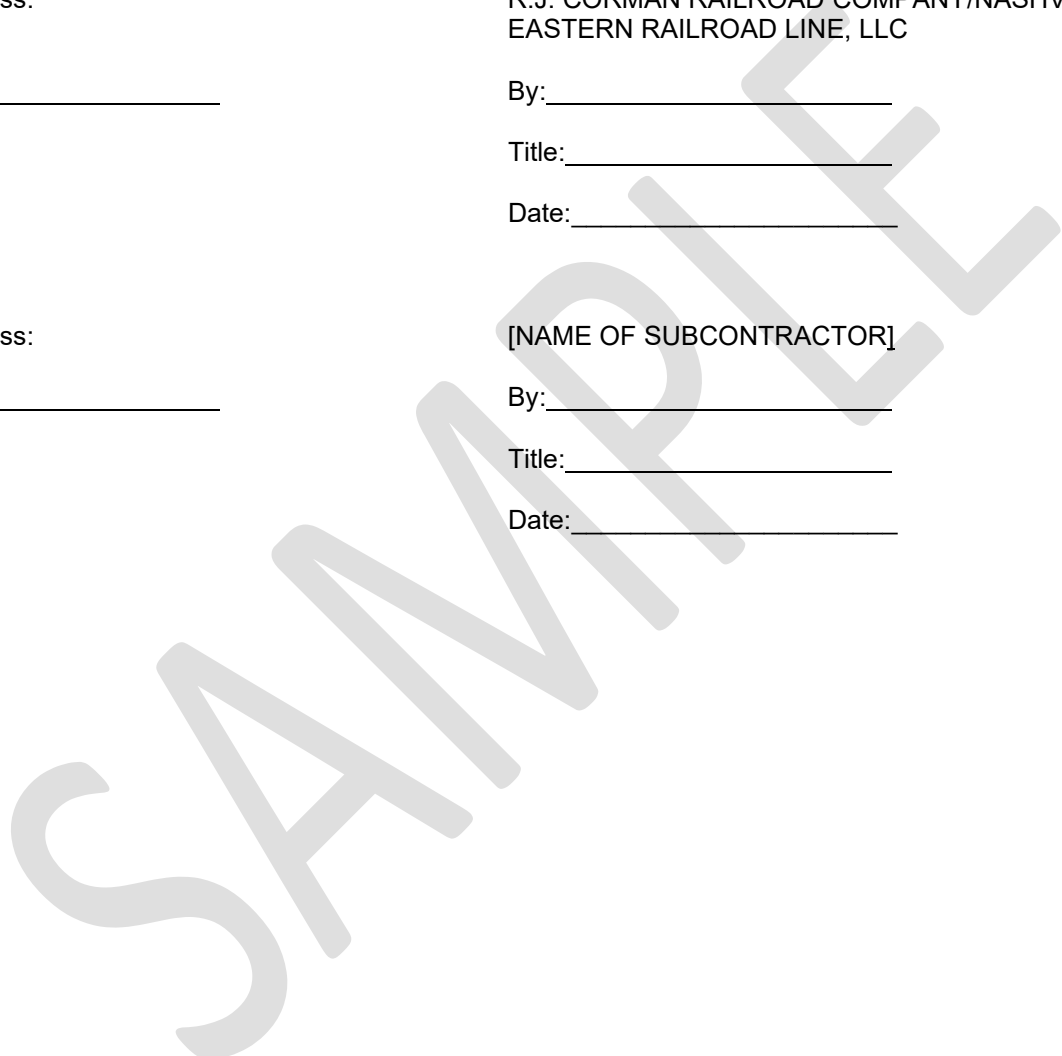 ss: R.J. CORMAN RAILROAD COMPANY/NASHV
EASTERN RAILROAD LINE, LLC
By:
Title:
Date:
ss: [NAME OF SUBCONTRACTOR]
By:
Title:
Date:
SAMPLE